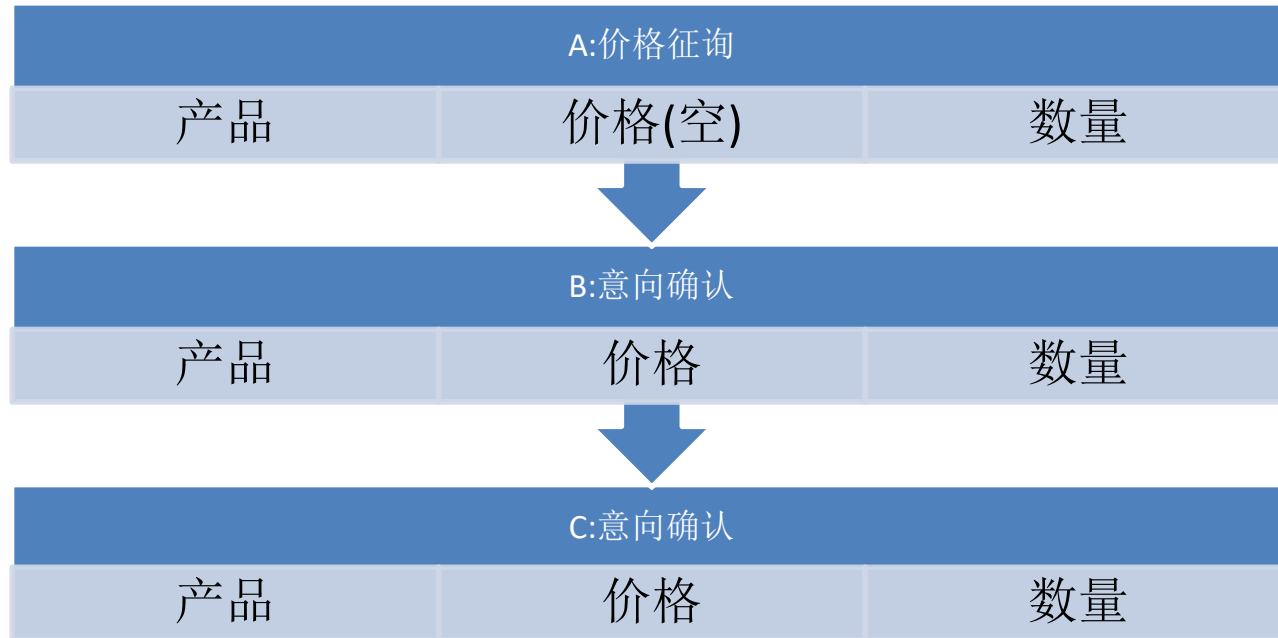 A:价格征询
产品 价格(空) 数量
B:意向确认
产品 价格 数量
C:意向确认
产品 价格 数量